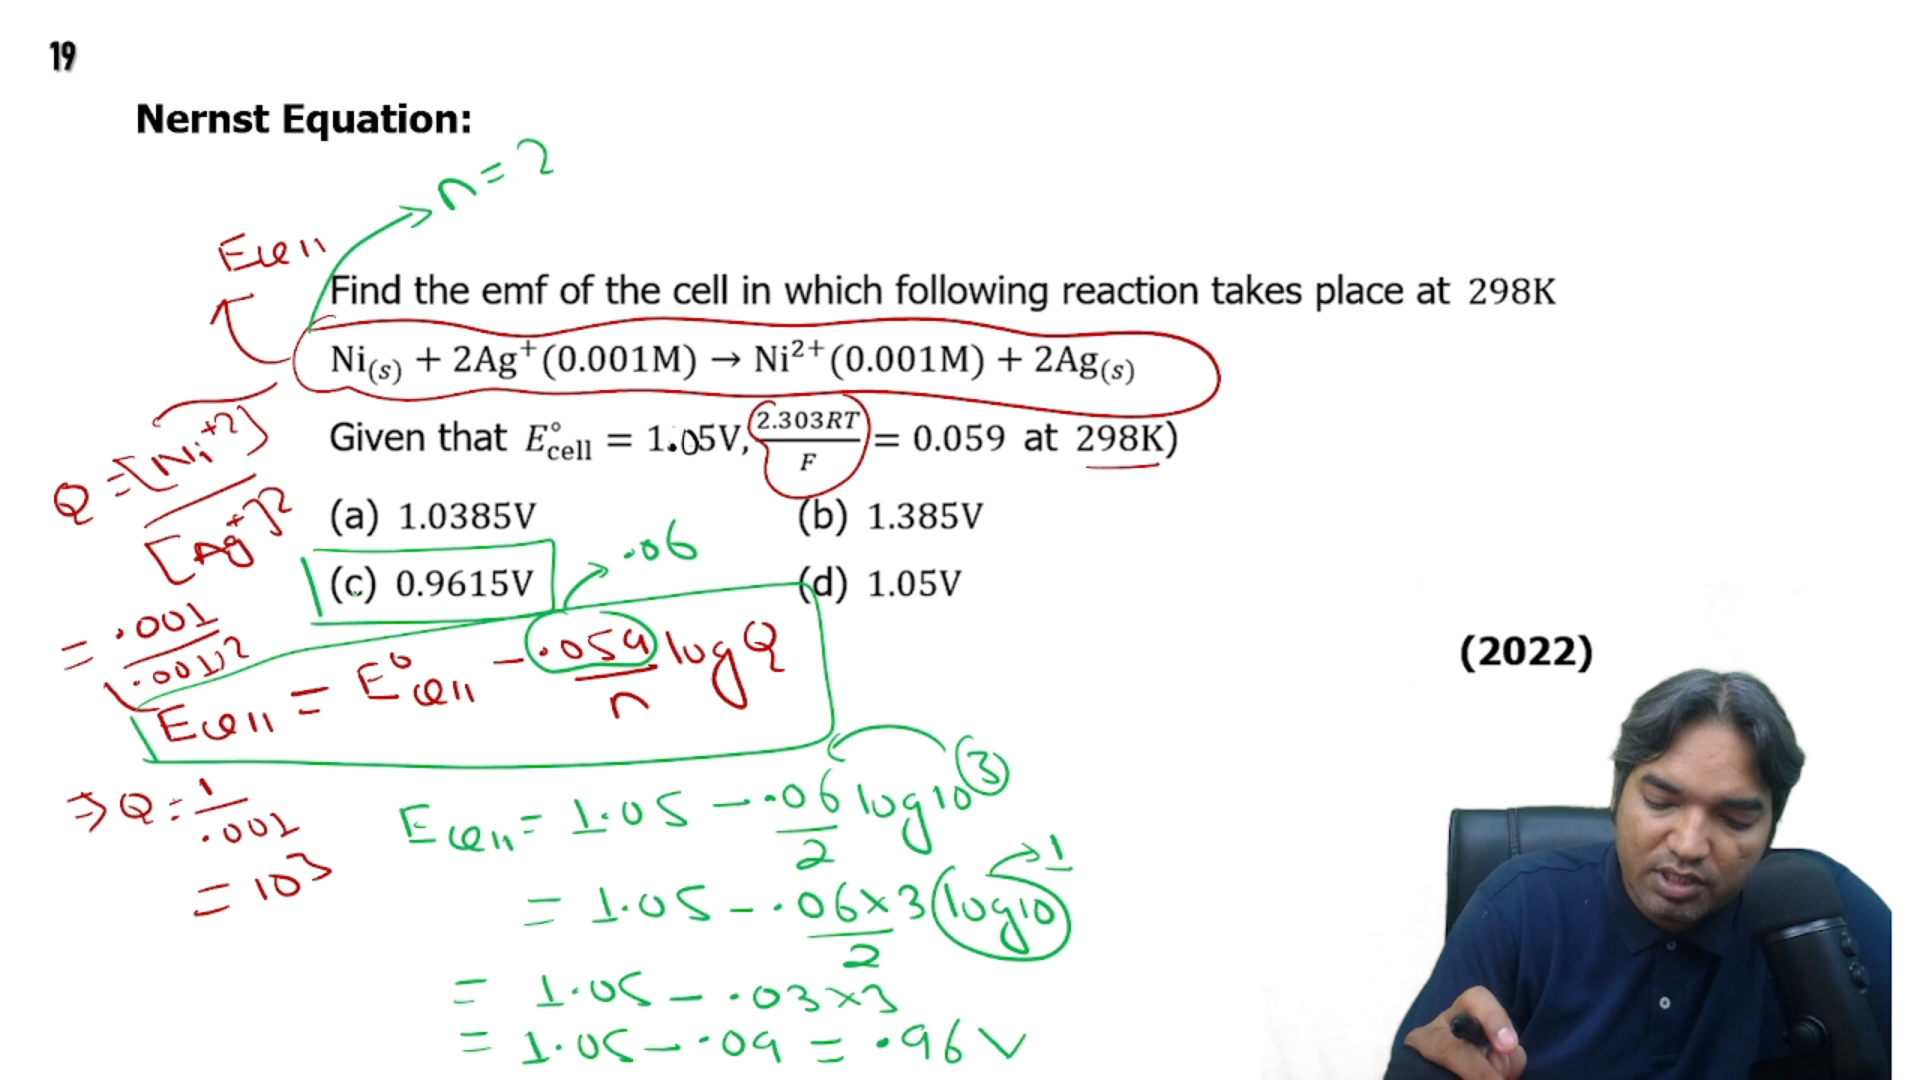 19
Nernst Equation:
n = 2
Ecell
Find the emf of the cell in which following reaction takes place at 298K
Ni(s) + 2Ag⁺(0.001M) → Ni²⁺(0.001M) + 2Ag(s)
Given that E°cell = 1.05V, 2.303RT/F = 0.059 at 298K)
Q = [Ni⁺²]/[Ag⁺]²
(a) 1.0385V (b) 1.385V
.06
(c) 0.9615V (d) 1.05V
= .001/(.001)²
Ecell = E°cell − .059/n log Q
(2022)
⇒ Q = 1/.001
= 10³
Ecell = 1.05 − .06/2 log 10³
= 1.05 − .06×3/2 log10 → 1
= 1.05 − .03×3
= 1.05 − .09 = .96 V